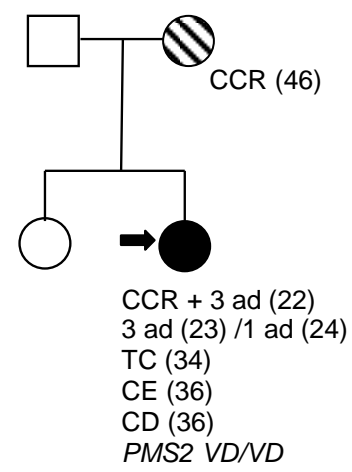 CCR (46)
CCR + 3 ad (22)
3 ad (23) /1 ad (24)
TC (34)
CE (36)
CD (36)
PMS2 VD/VD